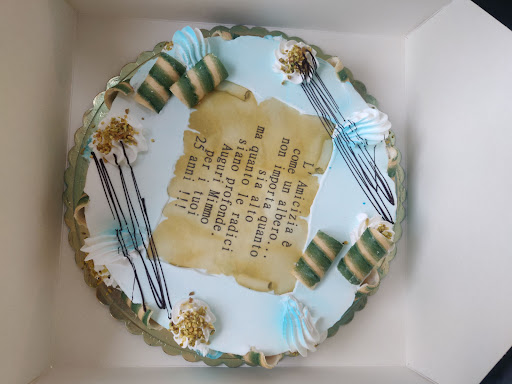 L'Amicizia è
come un albero...
non importa quanto
sia alto
ma quanto le radici
siano profonde.
Auguri Mimmo.
per i tuoi
25 anni !!!